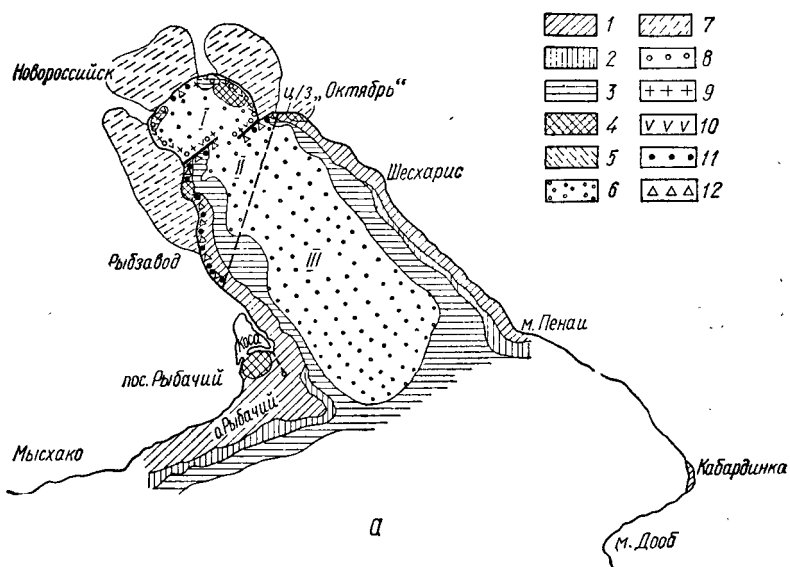 Новороссийск
ц/з „Октябрь“
Шесхарис
I
II
III
Рыбзавод
м. Пенаи
Коса
пос. Рыбачий
о. Рыбачий
Мысхако
Кабардинка
м. Дооб
а
1
2
3
4
5
6
7
8
9
10
11
12